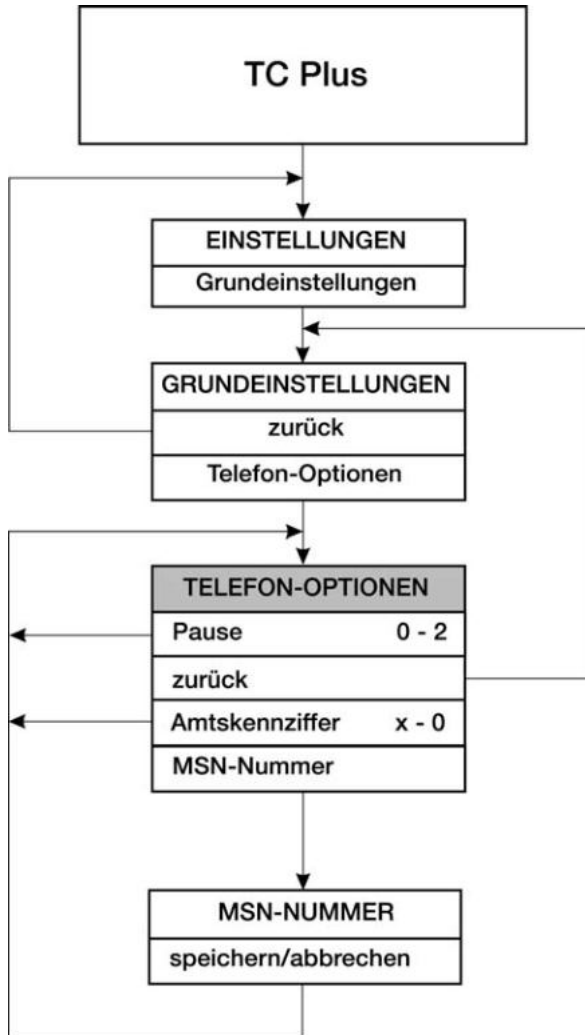 TC Plus
EINSTELLUNGEN
Grundeinstellungen
GRUNDEINSTELLUNGEN
zurück
Telefon-Optionen
TELEFON-OPTIONEN
Pause 0 - 2
zurück
Amtskennziffer x - 0
MSN-Nummer
MSN-NUMMER
speichern/abbrechen